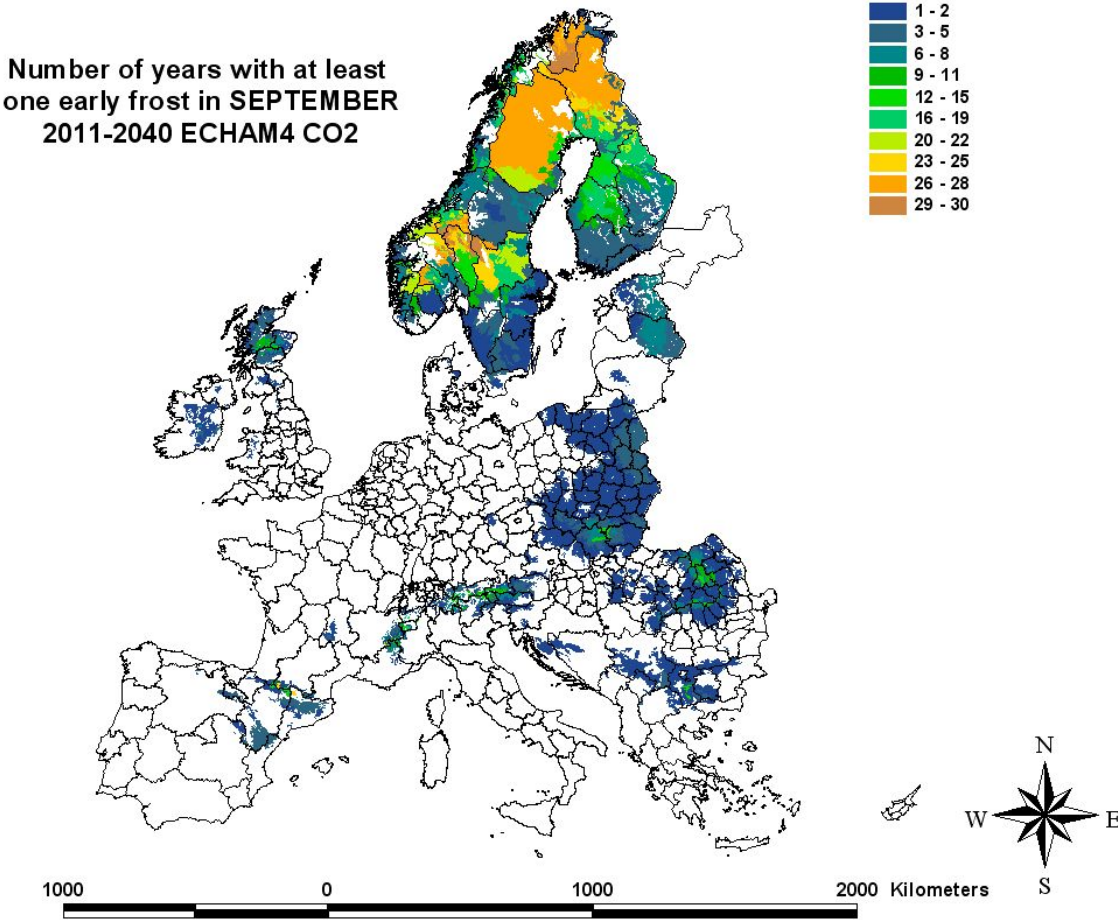 Number of years with at least
one early frost in SEPTEMBER
2011-2040 ECHAM4 CO2
1 - 2
3 - 5
6 - 8
9 - 11
12 - 15
16 - 19
20 - 22
23 - 25
26 - 28
29 - 30
N
W E
S
1000 0 1000 2000 Kilometers